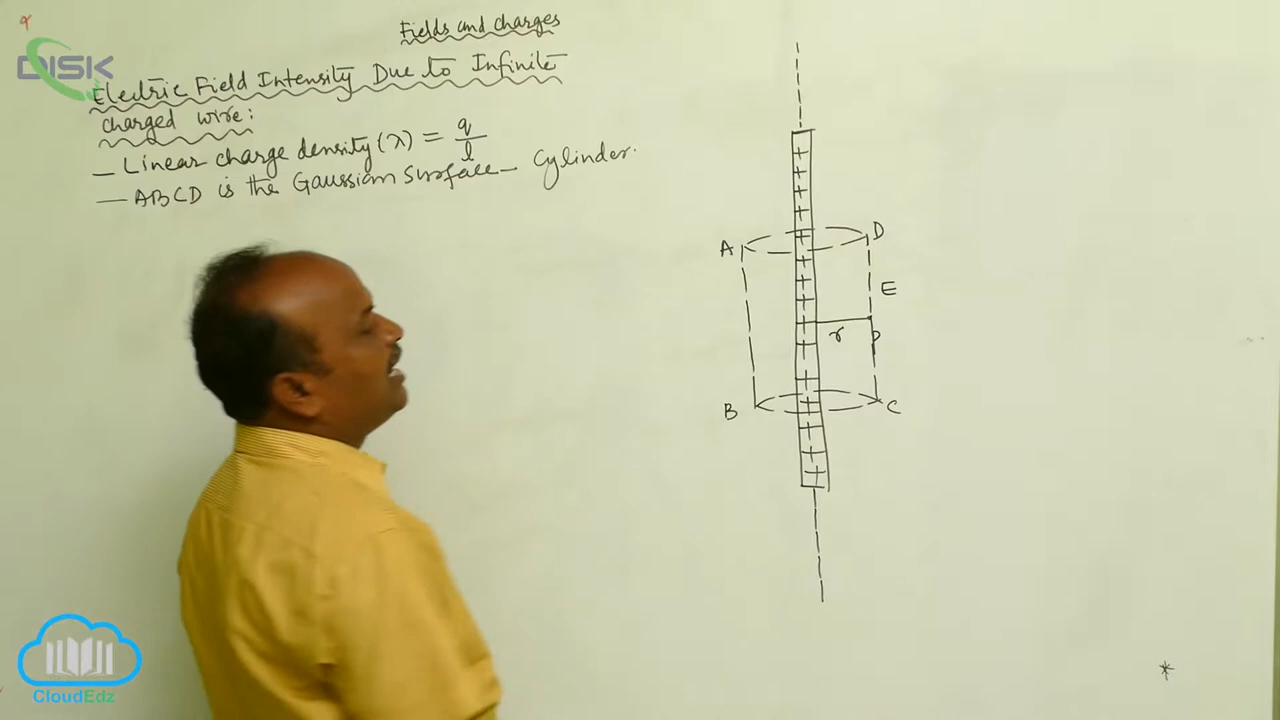 Fields and charges
DISK
Electric Field Intensity Due to Infinite
charged wire:
— Linear charge density (λ) = q/l
— ABCD is the Gaussian Surface - Cylinder.
A
D
E
r
P
B
C
CloudEdz